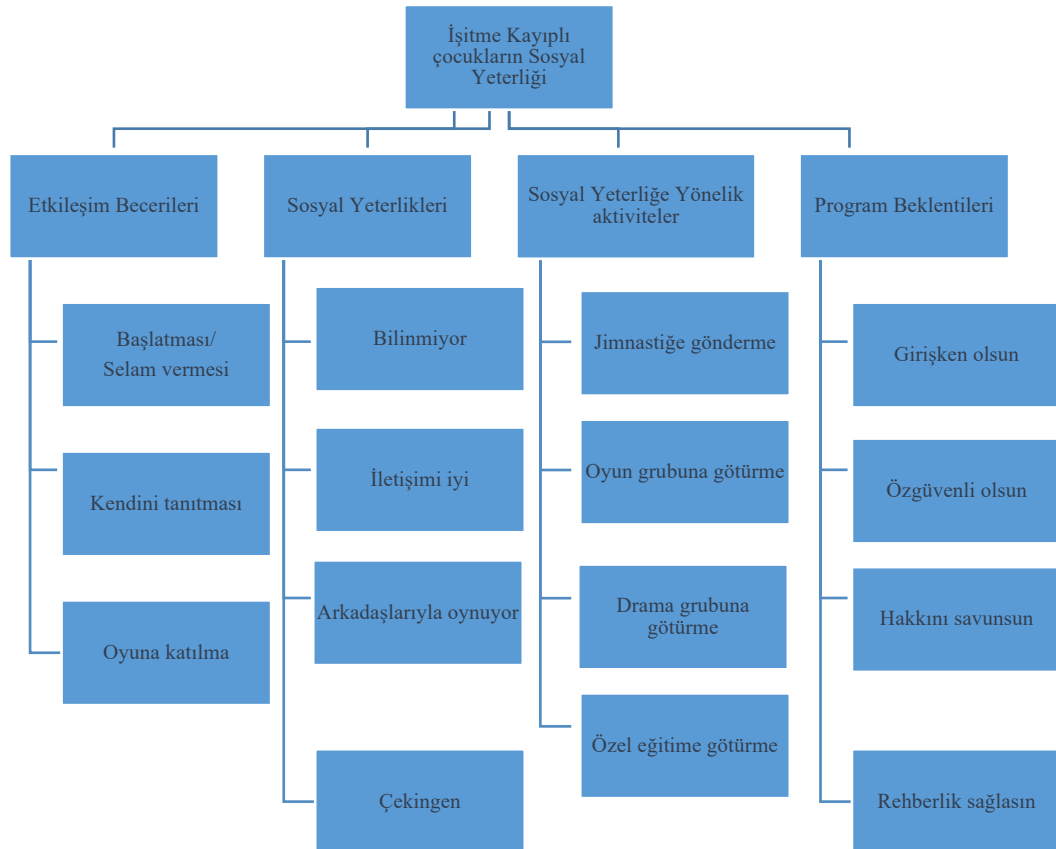 İşitme Kayıplı
çocukların Sosyal
Yeterliği
Etkileşim Becerileri
Sosyal Yeterlikleri
Sosyal Yeterliğe Yönelik
aktiviteler
Program Beklentileri
Başlatması/
Selam vermesi
Kendini tanıtması
Oyuna katılma
Bilinmiyor
İletişimi iyi
Arkadaşlarıyla oynuyor
Çekingen
Jimnastiğe gönderme
Oyun grubuna götürme
Drama grubuna
götürme
Özel eğitime götürme
Girişken olsun
Özgüvenli olsun
Hakkını savunsun
Rehberlik sağlasın